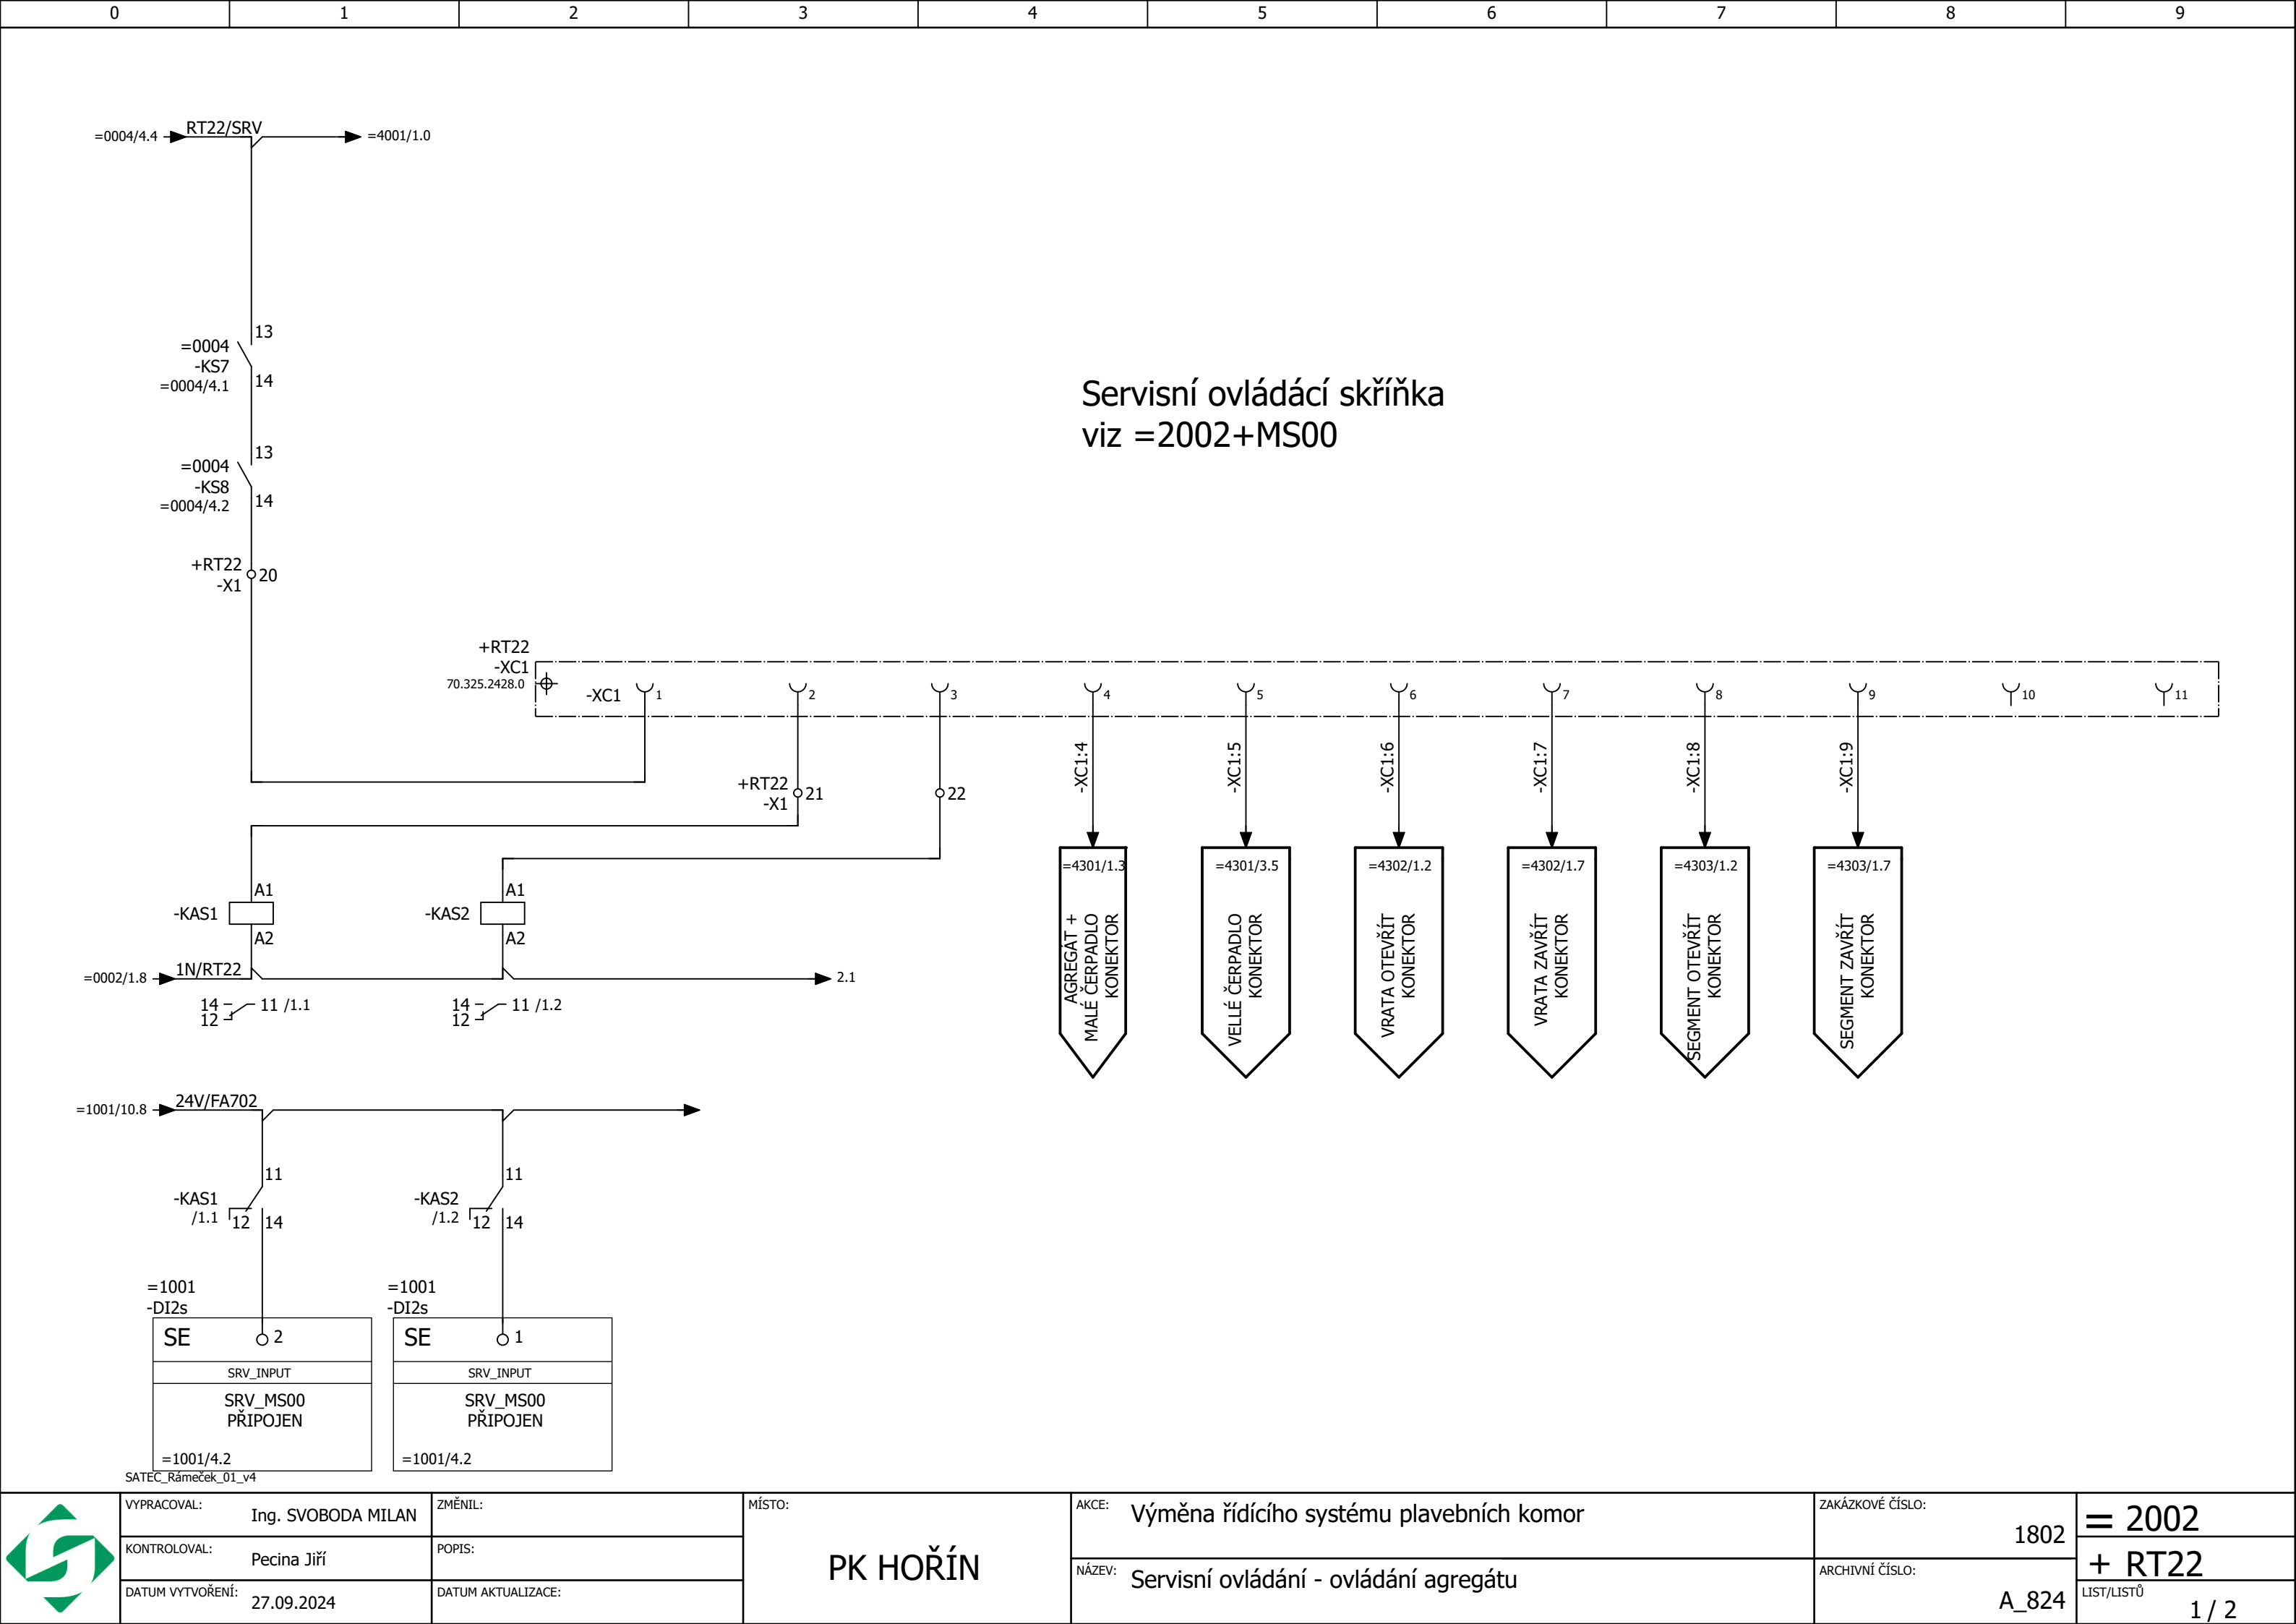 0 1 2 3 4 5 6 7 8 9
=0004/4.4
RT22/SRV
=4001/1.0
13
=0004
-KS7
=0004/4.1
14
Servisní ovládácí skříňka
viz =2002+MS00
13
=0004
-KS8
=0004/4.2
14
+RT22
-X1
20
+RT22
-XC1
70.325.2428.0
-XC1
1 2 3 4 5 6 7 8 9 10 11
+RT22
-X1
21
22
-XC1:4
-XC1:5
-XC1:6
-XC1:7
-XC1:8
-XC1:9
=4301/1.3
AGREGÁT +
MALÉ ČERPADLO
KONEKTOR
=4301/3.5
VELLÉ ČERPADLO
KONEKTOR
=4302/1.2
VRATA OTEVŘÍT
KONEKTOR
=4302/1.7
VRATA ZAVŘÍT
KONEKTOR
=4303/1.2
SEGMENT OTEVŘÍT
KONEKTOR
=4303/1.7
SEGMENT ZAVŘÍT
KONEKTOR
A1
-KAS1
A2
A1
-KAS2
A2
=0002/1.8
1N/RT22
2.1
14
12
11 /1.1
14
12
11 /1.2
=1001/10.8
24V/FA702
11
-KAS1
/1.1
12
14
11
-KAS2
/1.2
12
14
=1001
-DI2s
SE
2
SRV_INPUT
SRV_MS00
PŘIPOJEN
=1001/4.2
=1001
-DI2s
SE
1
SRV_INPUT
SRV_MS00
PŘIPOJEN
=1001/4.2
SATEC_Rámeček_01_v4
VYPRACOVAL: Ing. SVOBODA MILAN
KONTROLOVAL: Pecina Jiří
DATUM VYTVOŘENÍ: 27.09.2024
ZMĚNIL:
POPIS:
DATUM AKTUALIZACE:
MÍSTO:
PK HOŘÍN
AKCE: Výměna řídícího systému plavebních komor
NÁZEV: Servisní ovládání - ovládání agregátu
ZAKÁZKOVÉ ČÍSLO:
1802
ARCHIVNÍ ČÍSLO:
A_824
= 2002
+ RT22
LIST/LISTŮ
1 / 2